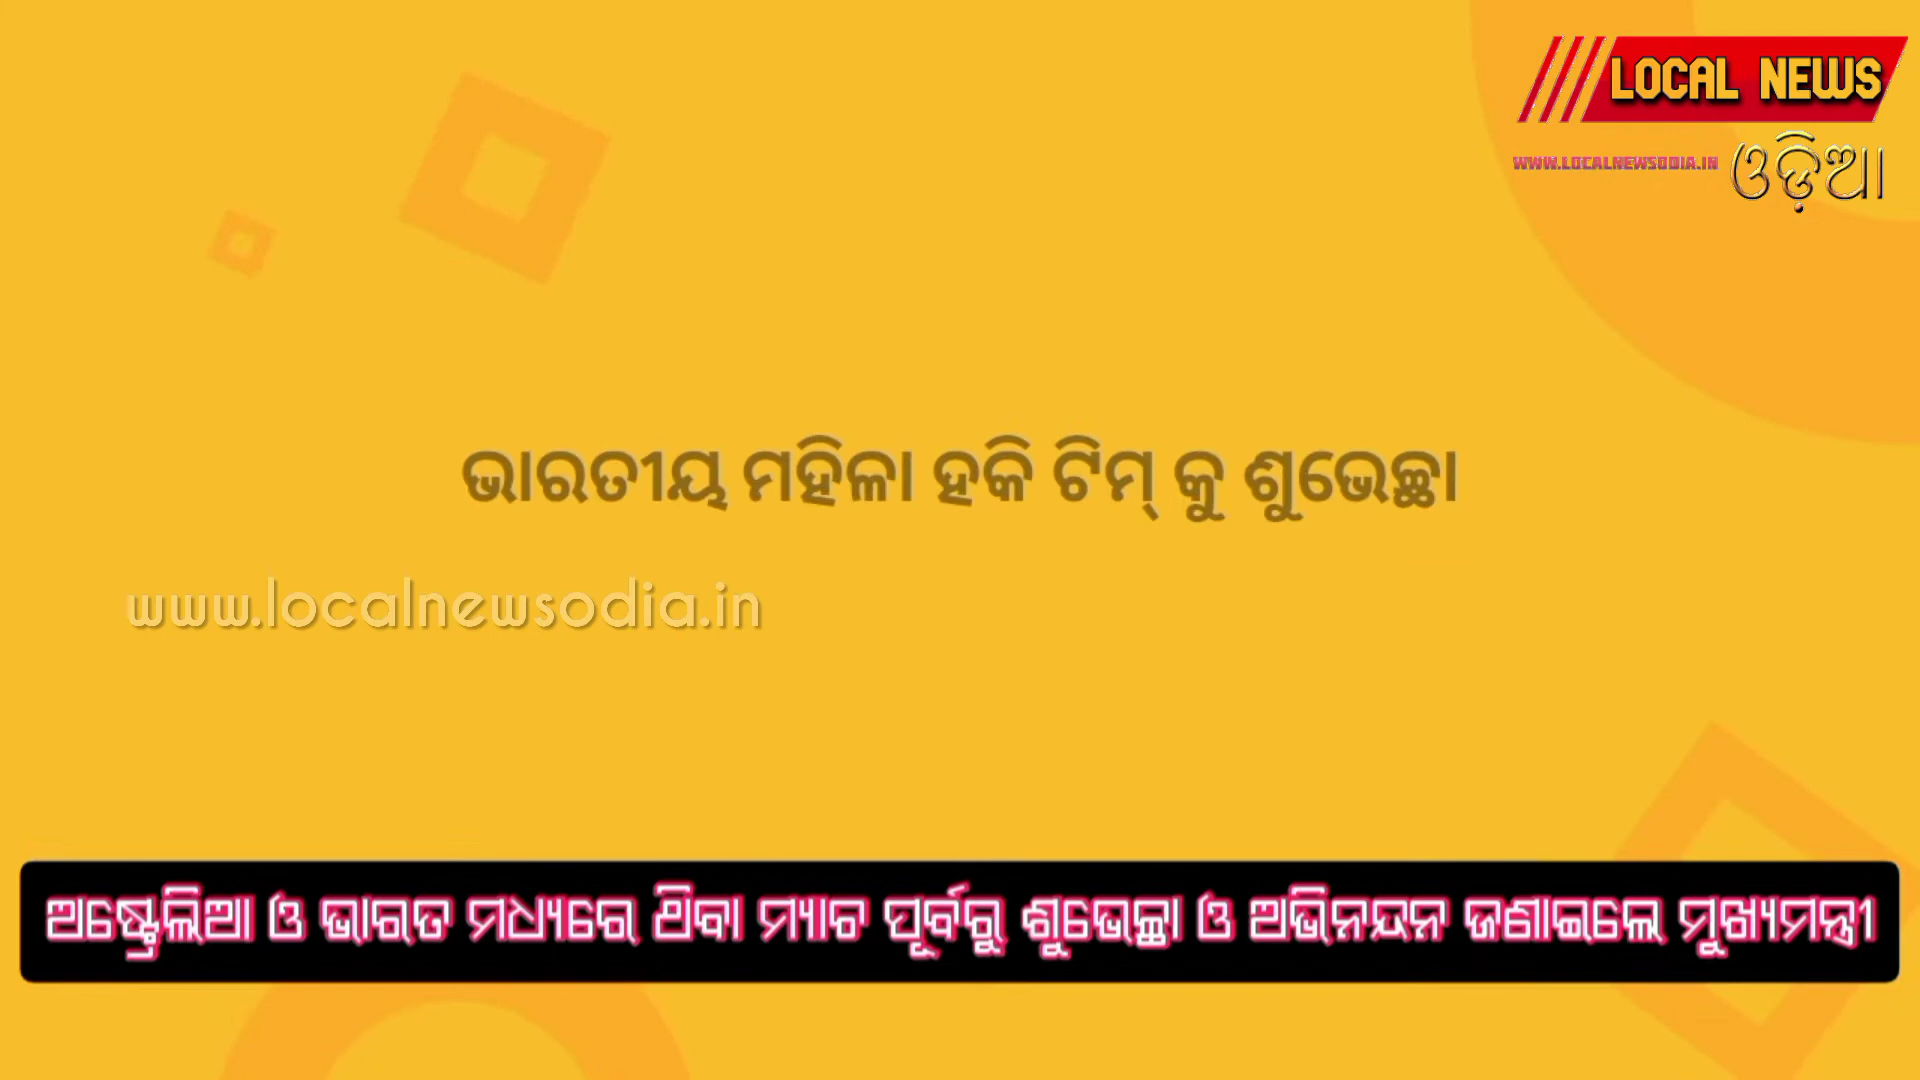 LOCAL NEWS
WWW.LOCALNEWSODIA.IN ଓଡ଼ିଆ
ଭାରତୀୟ ମହିଳା ହକି ଟିମ୍ କୁ ଶୁଭେଚ୍ଛା
www.localnewsodia.in
ଅଷ୍ଟ୍ରେଲିଆ ଓ ଭାରତ ମଧ୍ୟରେ ଥିବା ମ୍ୟାଚ ପୂର୍ବରୁ ଶୁଭେଚ୍ଛା ଓ ଅଭିନନ୍ଦନ ଜଣାଇଲେ ମୁଖ୍ୟମନ୍ତ୍ରୀ